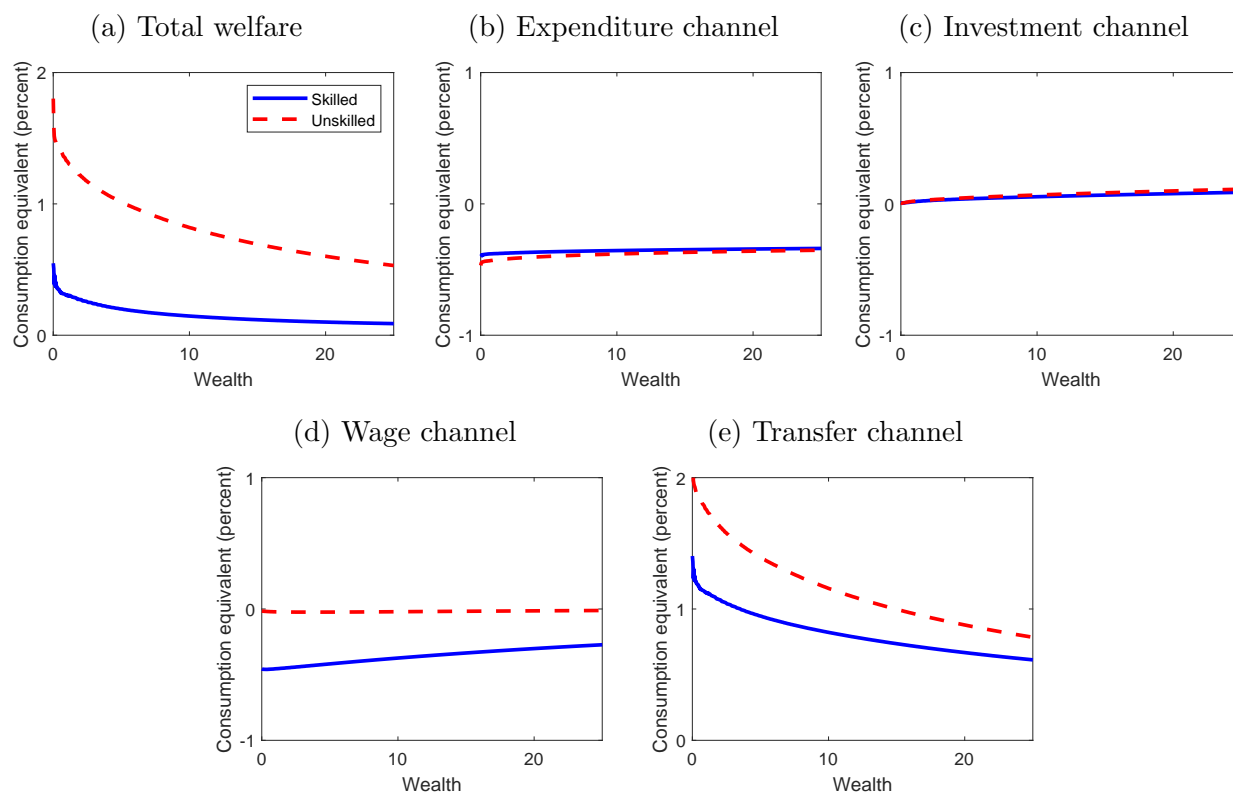 (a) Total welfare
(b) Expenditure channel
(c) Investment channel
Consumption equivalent (percent)
2
1
0
Skilled
Unskilled
0
10
20
Wealth
Consumption equivalent (percent)
1
0
-1
0
10
20
Wealth
Consumption equivalent (percent)
1
0
-1
0
10
20
Wealth
(d) Wage channel
(e) Transfer channel
Consumption equivalent (percent)
1
0
-1
0
10
20
Wealth
Consumption equivalent (percent)
2
1
0
0
10
20
Wealth